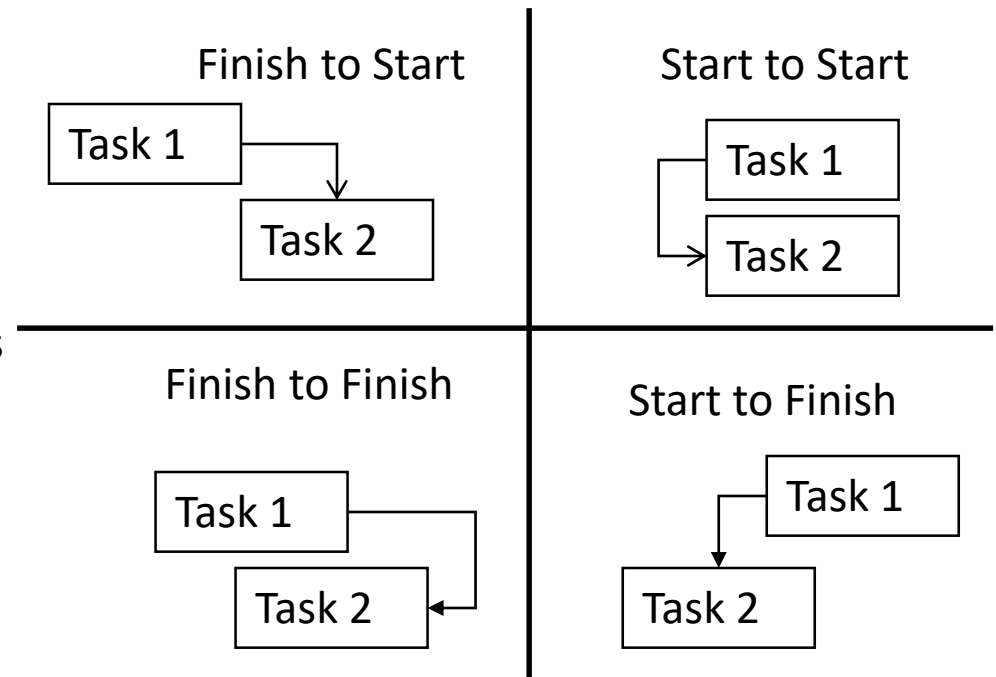 Finish to Start
Task 1
Task 2
Start to Start
Task 1
Task 2
s
Finish to Finish
Task 1
Task 2
Start to Finish
Task 1
Task 2